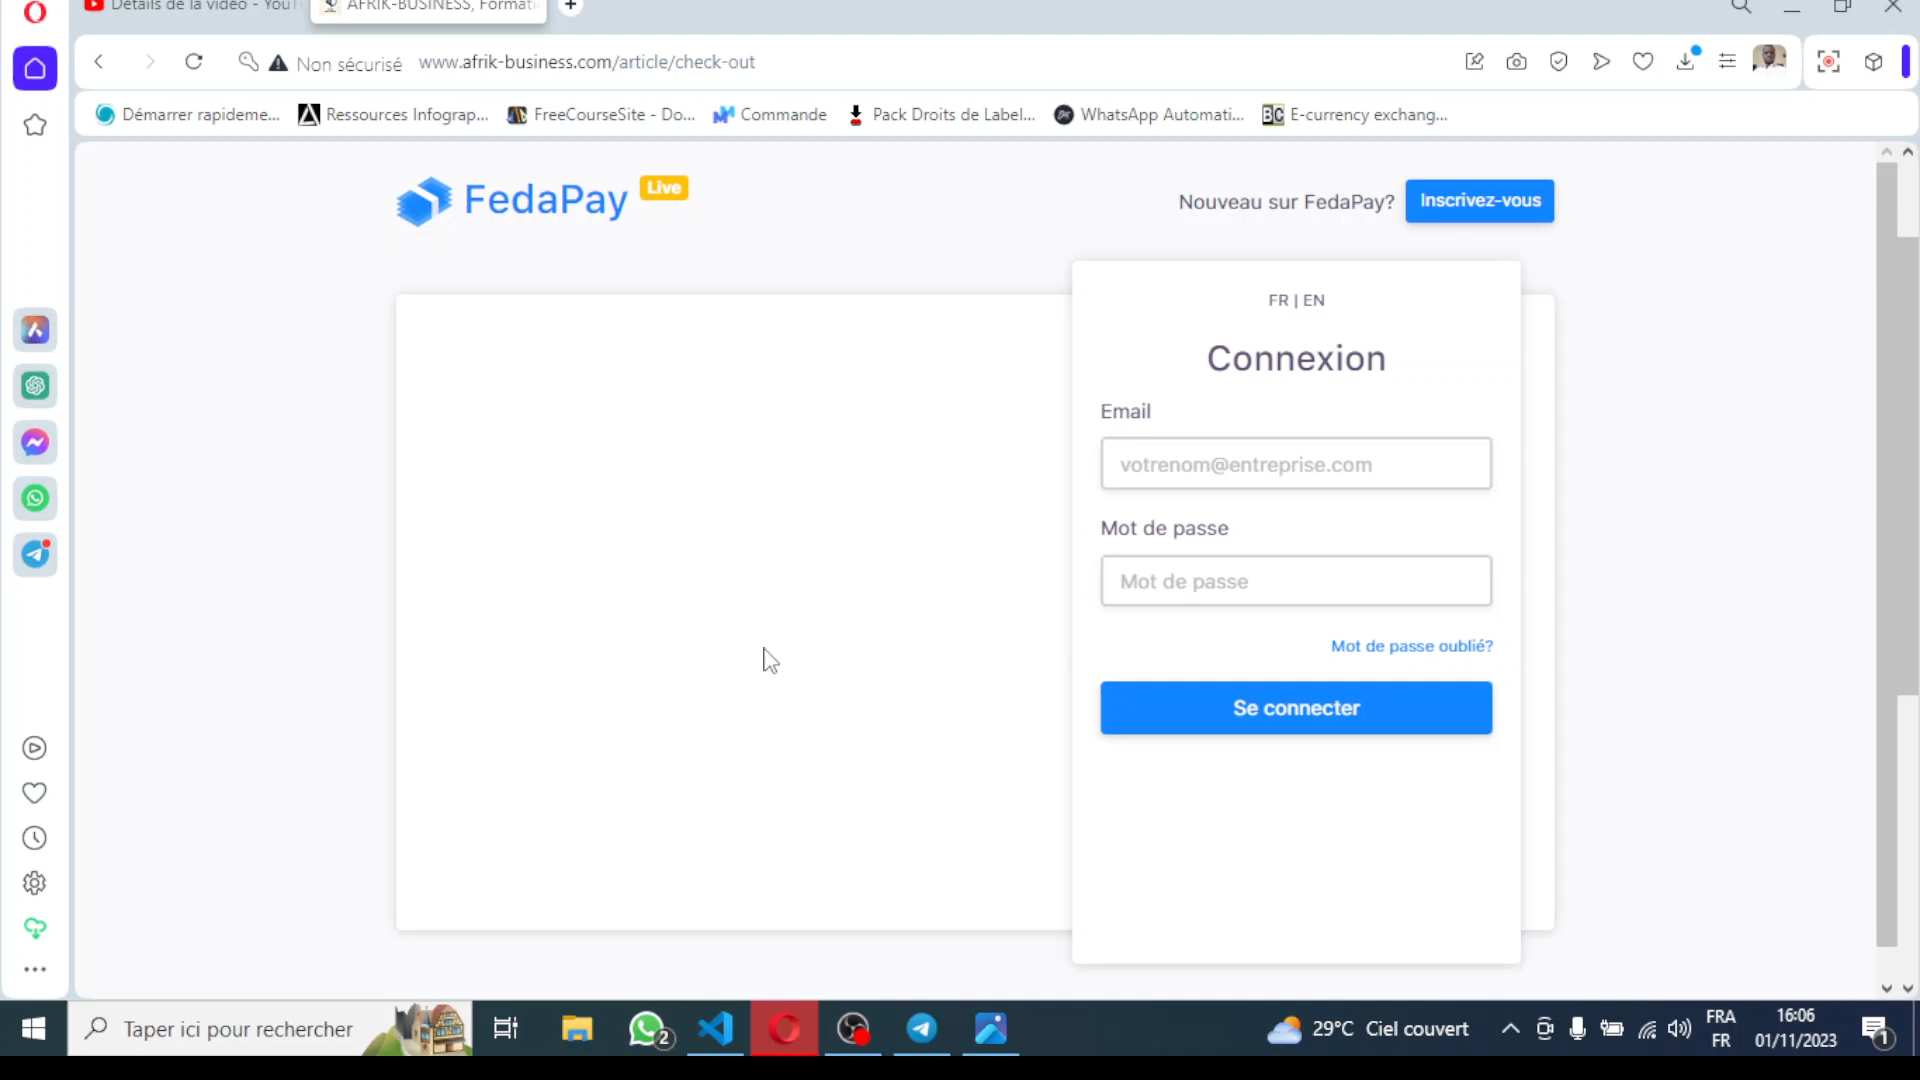 Détails de la vidéo - YouTu
AFRIK-BUSINESS, Formati
Non sécurisé www.afrik-business.com/article/check-out
Démarrer rapideme... Ressources Infograp... FreeCourseSite - Do... Commande Pack Droits de Label... WhatsApp Automati... E-currency exchang...
FedaPay Live
Nouveau sur FedaPay? Inscrivez-vous
FR | EN
Connexion
Email
votrenom@entreprise.com
Mot de passe
Mot de passe
Mot de passe oublié?
Se connecter
Taper ici pour rechercher
2
29°C Ciel couvert
FRA
FR
16:06
01/11/2023
1